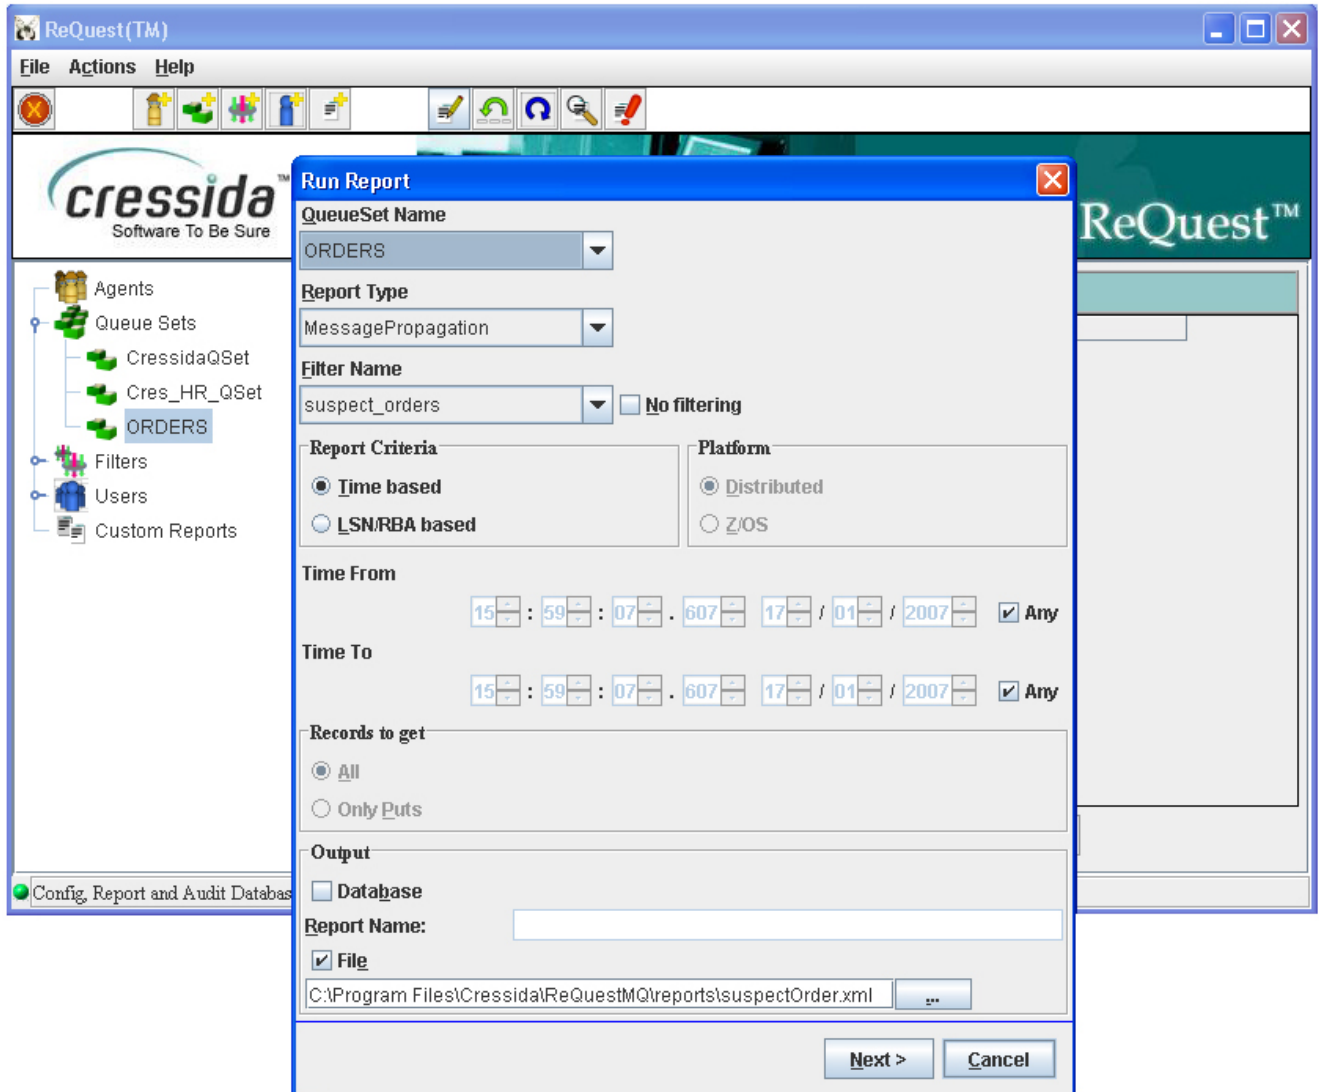 ReQuest(TM)
File Actions Help
cressida™
Software To Be Sure
ReQuest™
Agents
Queue Sets
CressidaQSet
Cres_HR_QSet
ORDERS
Filters
Users
Custom Reports
Config, Report and Audit Databas
Run Report
QueueSet Name
ORDERS
Report Type
MessagePropagation
Filter Name
suspect_orders No filtering
Report Criteria
Time based
LSN/RBA based
Platform
Distributed
Z/OS
Time From
15 : 59 : 07 . 607 17 / 01 / 2007 Any
Time To
15 : 59 : 07 . 607 17 / 01 / 2007 Any
Records to get
All
Only Puts
Output
Database
Report Name:
File
C:\Program Files\Cressida\ReQuestMQ\reports\suspectOrder.xml ...
Next > Cancel